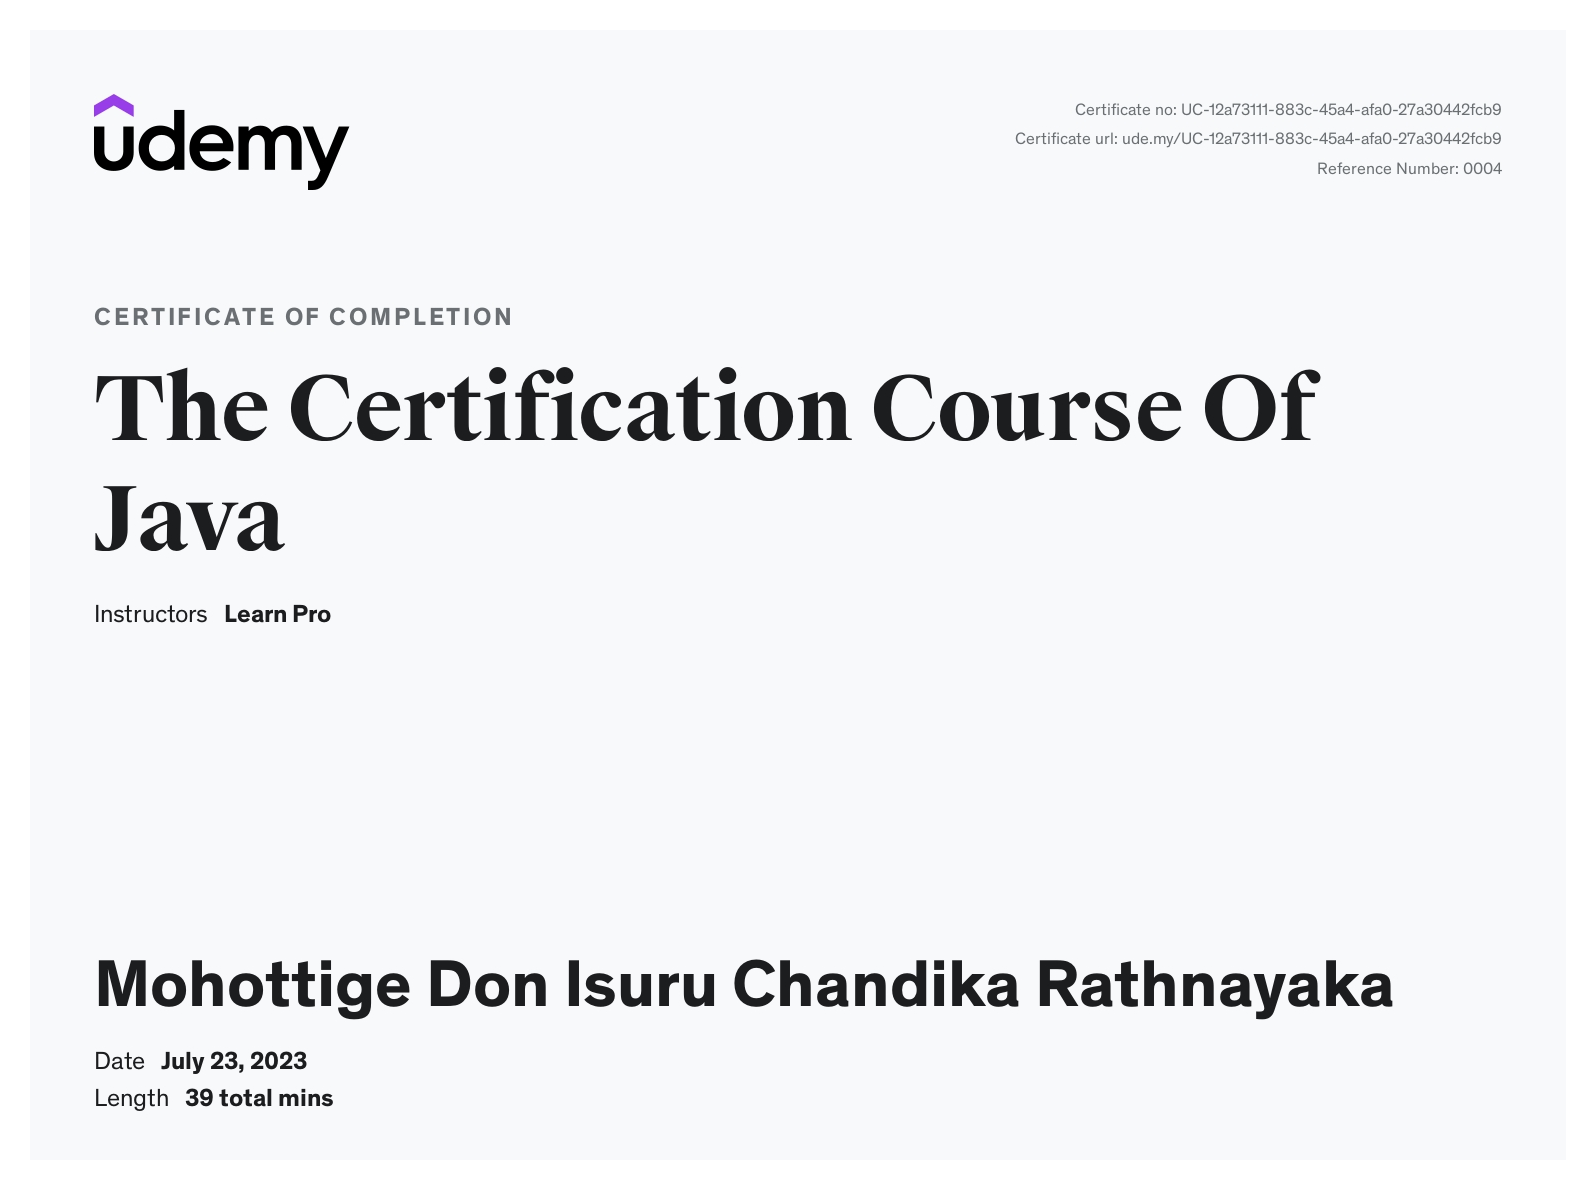 udemy
Certificate no: UC-12a73111-883c-45a4-afa0-27a30442fcb9
Certificate url: ude.my/UC-12a73111-883c-45a4-afa0-27a30442fcb9
Reference Number: 0004
CERTIFICATE OF COMPLETION
The Certification Course Of
Java
Instructors Learn Pro
Mohottige Don Isuru Chandika Rathnayaka
Date July 23, 2023
Length 39 total mins